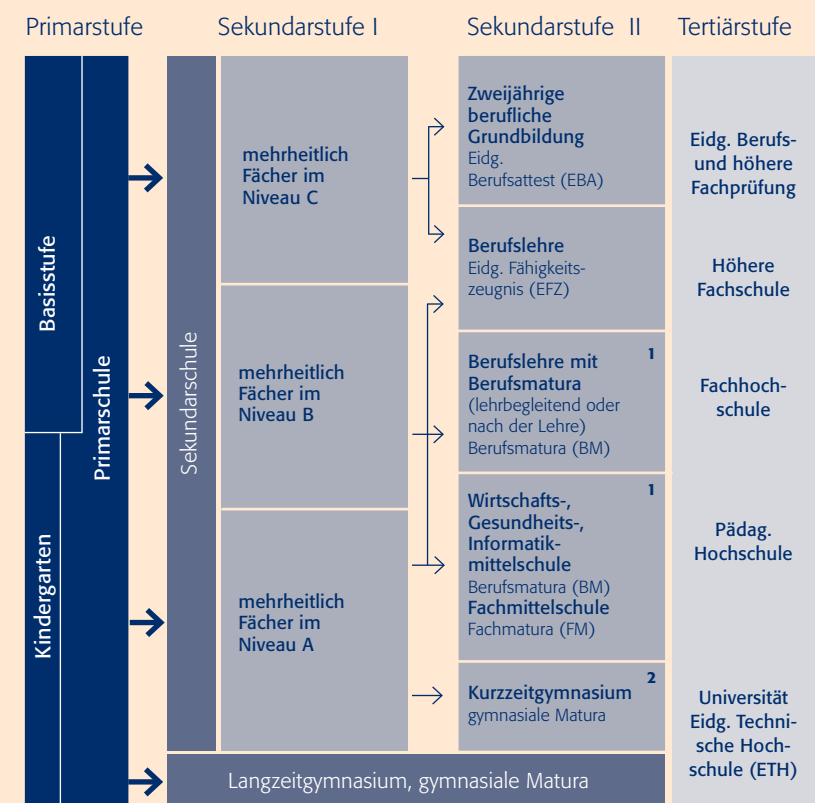 Primarstufe
Sekundarstufe I
Sekundarstufe II
Tertiärstufe
Basisstufe
Kindergarten
Primarschule
Sekundarschule
mehrheitlich
Fächer im
Niveau C
mehrheitlich
Fächer im
Niveau B
mehrheitlich
Fächer im
Niveau A
Zweijährige
berufliche
Grundbildung
Eidg.
Berufsattest (EBA)
Berufslehre
Eidg. Fähigkeits-
zeugnis (EFZ)
Berufslehre mit 1
Berufsmatura
(lehrbegleitend oder
nach der Lehre)
Berufsmatura (BM)
Wirtschafts-, 1
Gesundheits-,
Informatik-
mittelschule
Berufsmatura (BM)
Fachmittelschule
Fachmatura (FM)
Kurzzeitgymnasium 2
gymnasiale Matura
Langzeitgymnasium, gymnasiale Matura
Eidg. Berufs-
und höhere
Fachprüfung
Höhere
Fachschule
Fachhoch-
schule
Pädag.
Hochschule
Universität
Eidg. Techni-
sche Hoch-
schule (ETH)